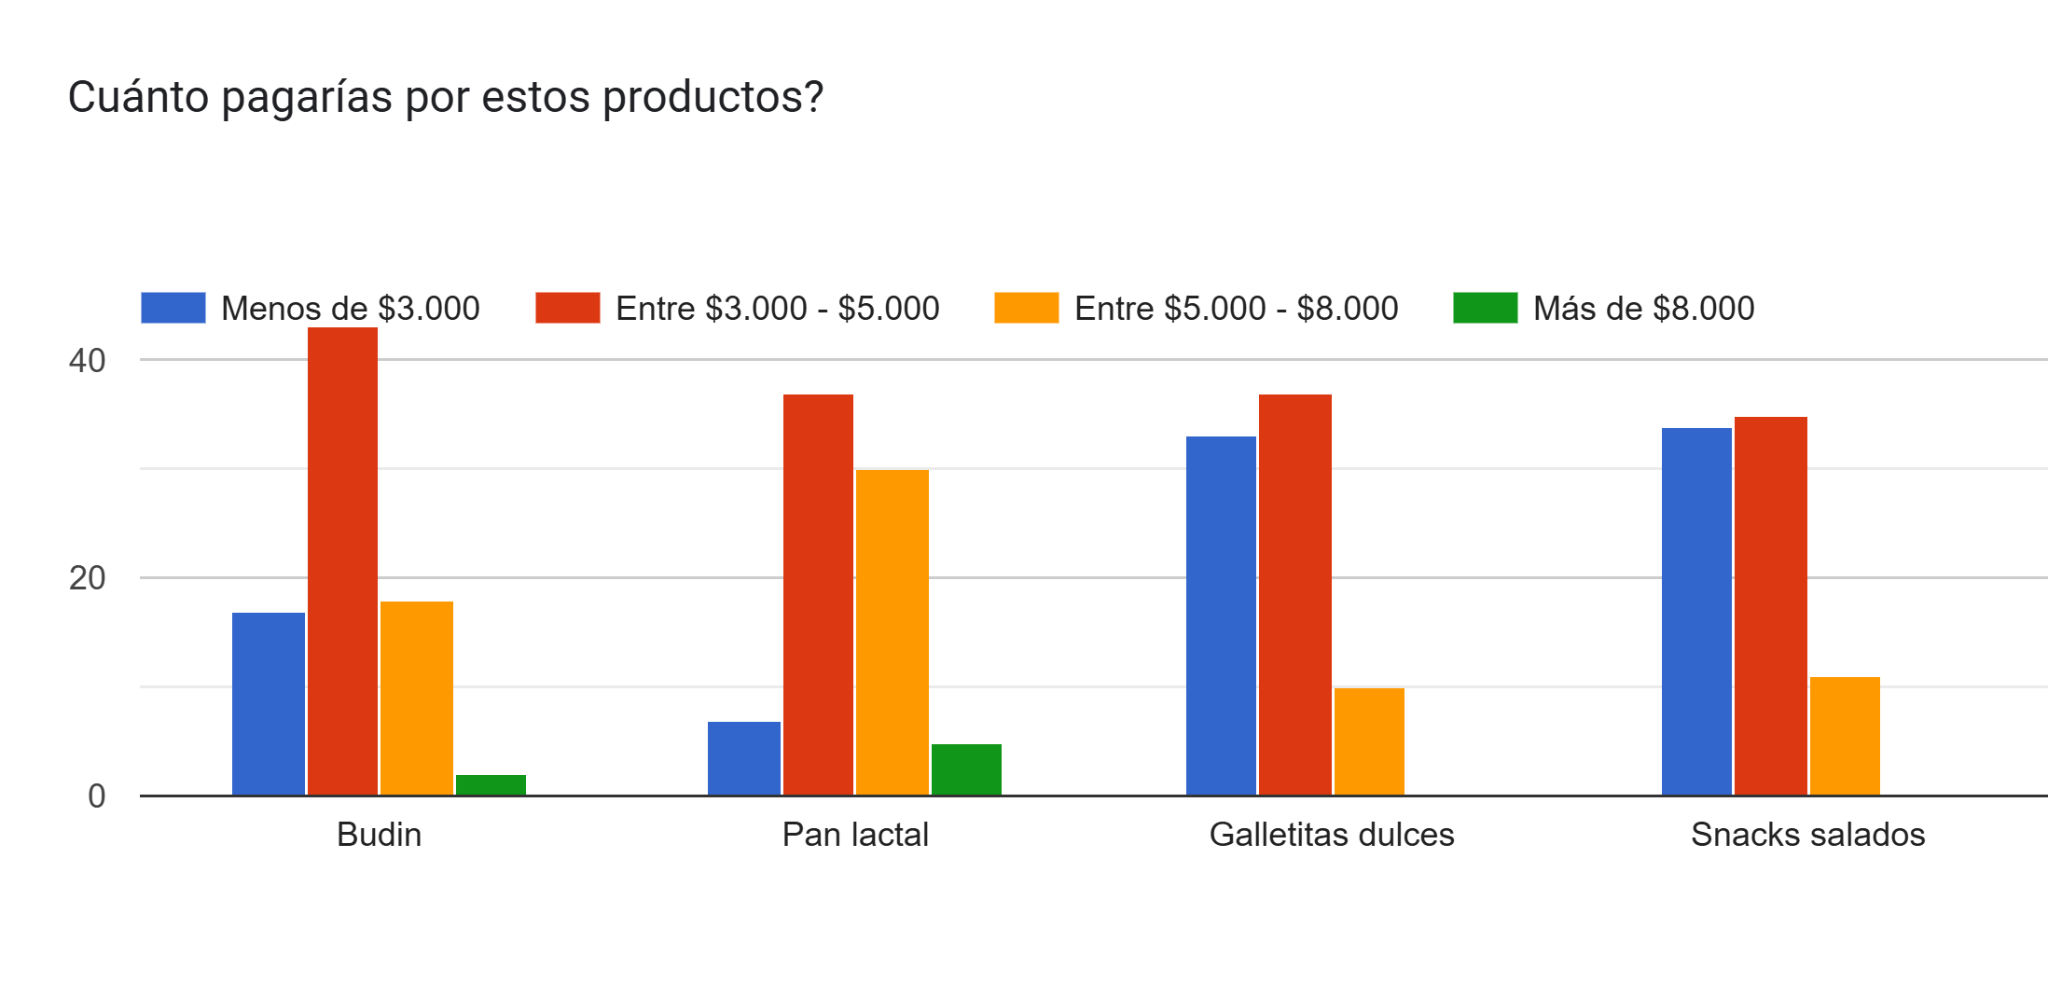 Cuánto pagarías por estos productos?
Menos de $3.000 Entre $3.000 - $5.000 Entre $5.000 - $8.000 Más de $8.000
40
20
0
Budin Pan lactal Galletitas dulces Snacks salados